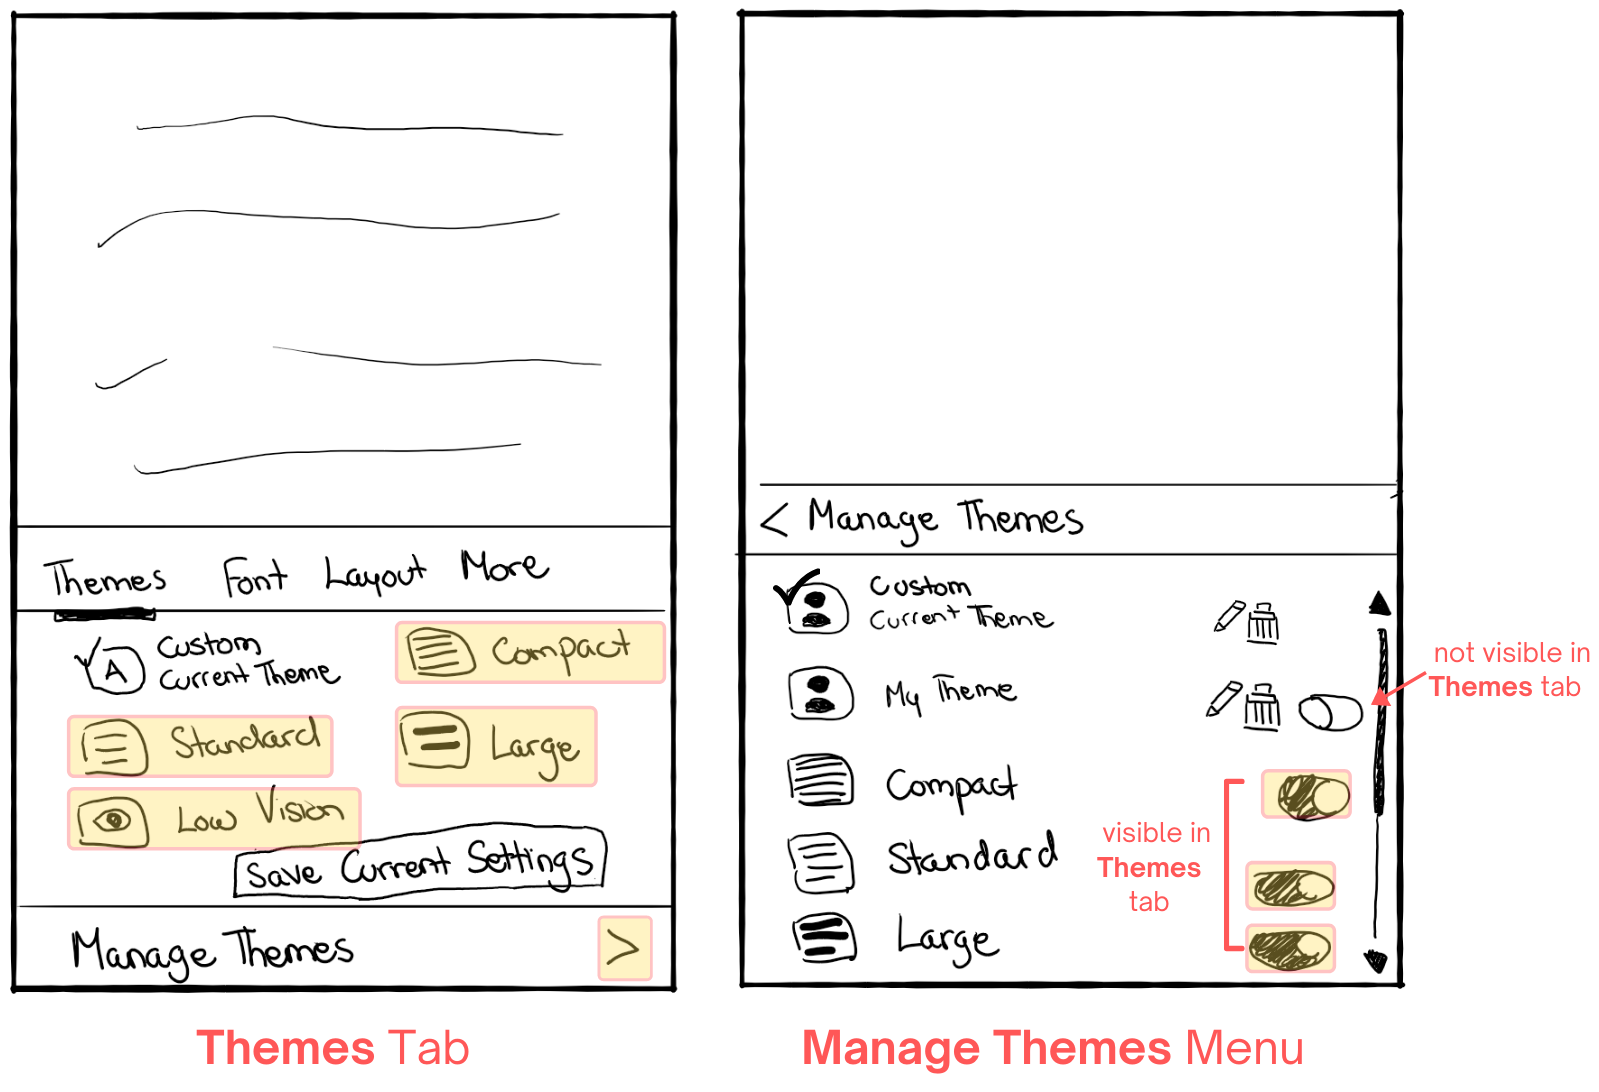 Themes Font Layout More
Custom
Current Theme
A
Compact
Standard
Large
Low Vision
Save Current Settings
Manage Themes >
Themes Tab
< Manage Themes
Custom
Current Theme
My Theme
Compact
Standard
Large
not visible in
Themes tab
visible in
Themes
tab
Manage Themes Menu